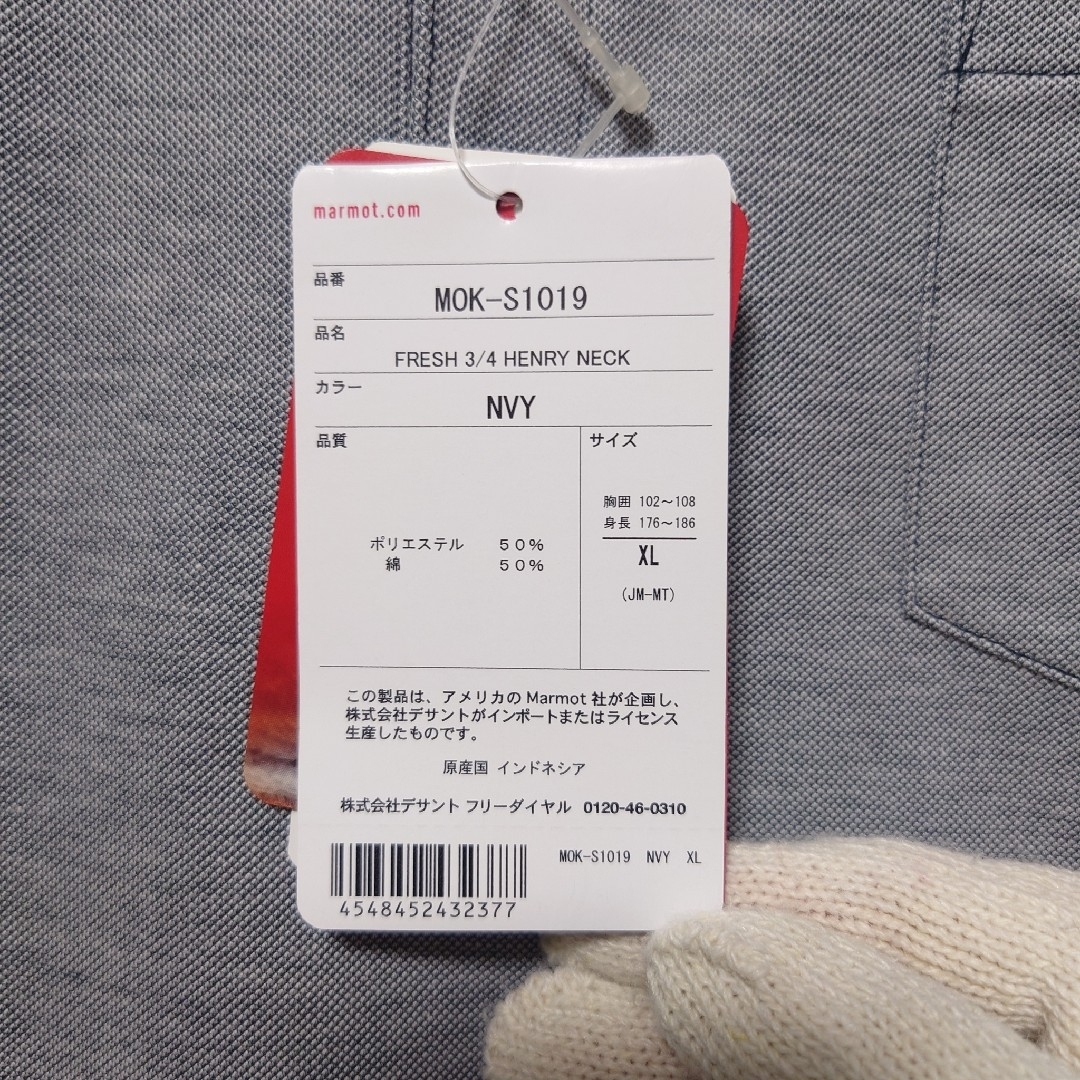 marmot.com
品番
MOK-S1019
品名
FRESH 3/4 HENRY NECK
カラー
NVY
品質
ポリエステル 50%
綿 50%
サイズ
胸囲 102〜108
身長 176〜186
XL
(JM-MT)
この製品は、アメリカのMarmot社が企画し、
株式会社デサントがインポートまたはライセンス
生産したものです。
原産国 インドネシア
株式会社デサント フリーダイヤル 0120-46-0310
MOK-S1019 NVY XL
4548452432377